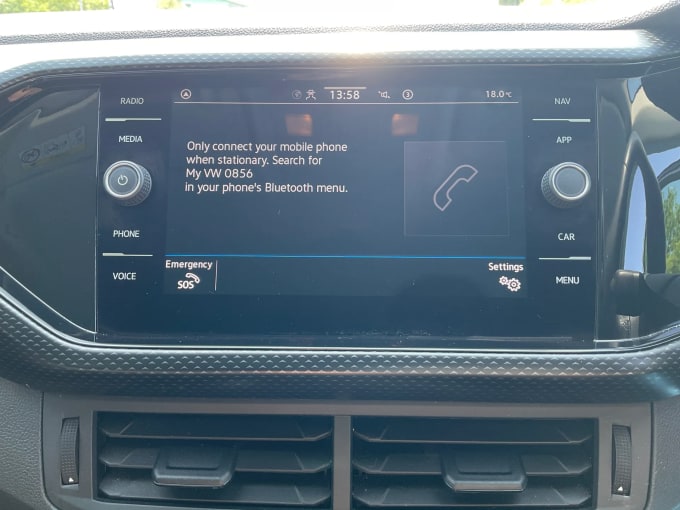 RADIO
MEDIA
PHONE
VOICE
13:58
3
18.0°C
Only connect your mobile phone
when stationary. Search for
My VW 0856
in your phone's Bluetooth menu.
Emergency
SOS
Settings
NAV
APP
CAR
MENU